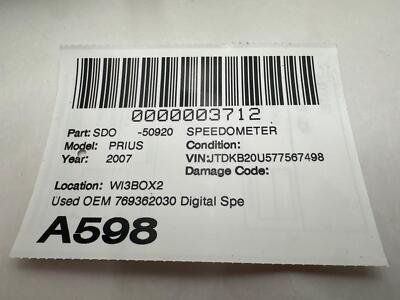 0000003712
Part: SDO -50920 SPEEDOMETER
Model: PRIUS Condition:
Year: 2007 VIN:JTDKB20U577567498
Damage Code:
Location: WI3BOX2
Used OEM 769362030 Digital Spe
A598